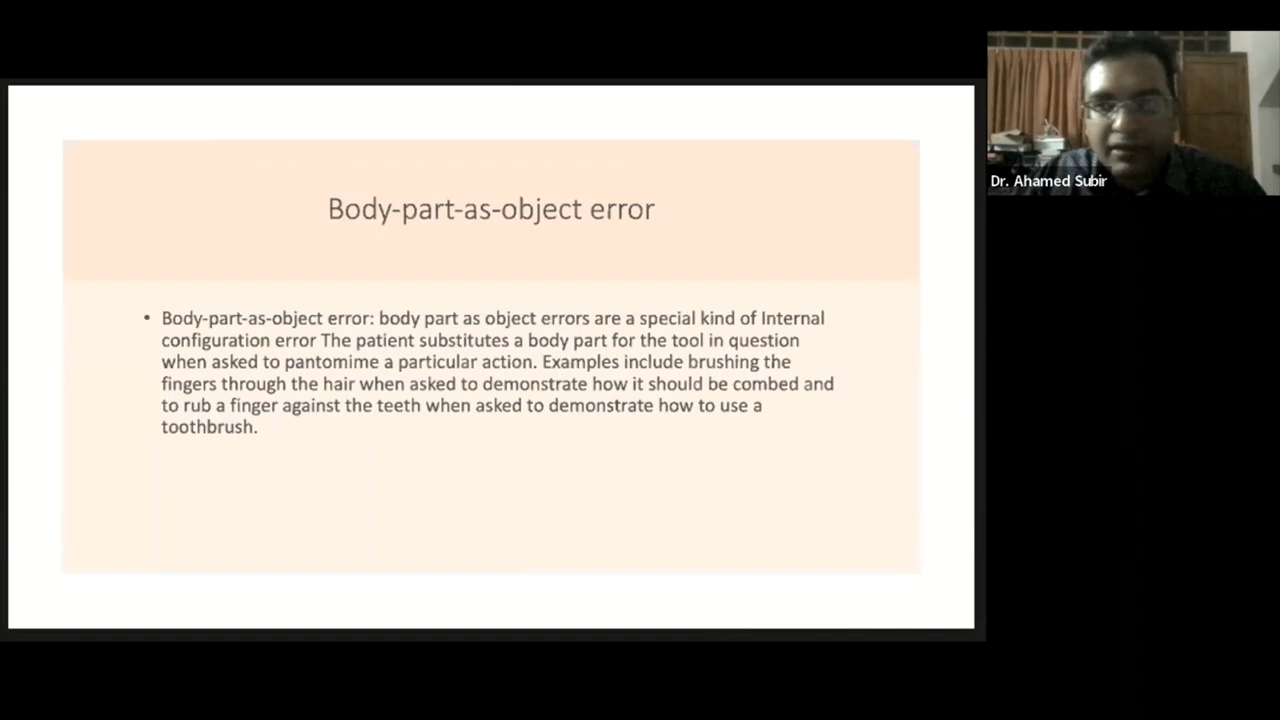 Body-part-as-object error
• Body-part-as-object error: body part as object errors are a special kind of Internal
configuration error The patient substitutes a body part for the tool in question
when asked to pantomime a particular action. Examples include brushing the
fingers through the hair when asked to demonstrate how it should be combed and
to rub a finger against the teeth when asked to demonstrate how to use a
toothbrush.
Dr. Ahamed Subir